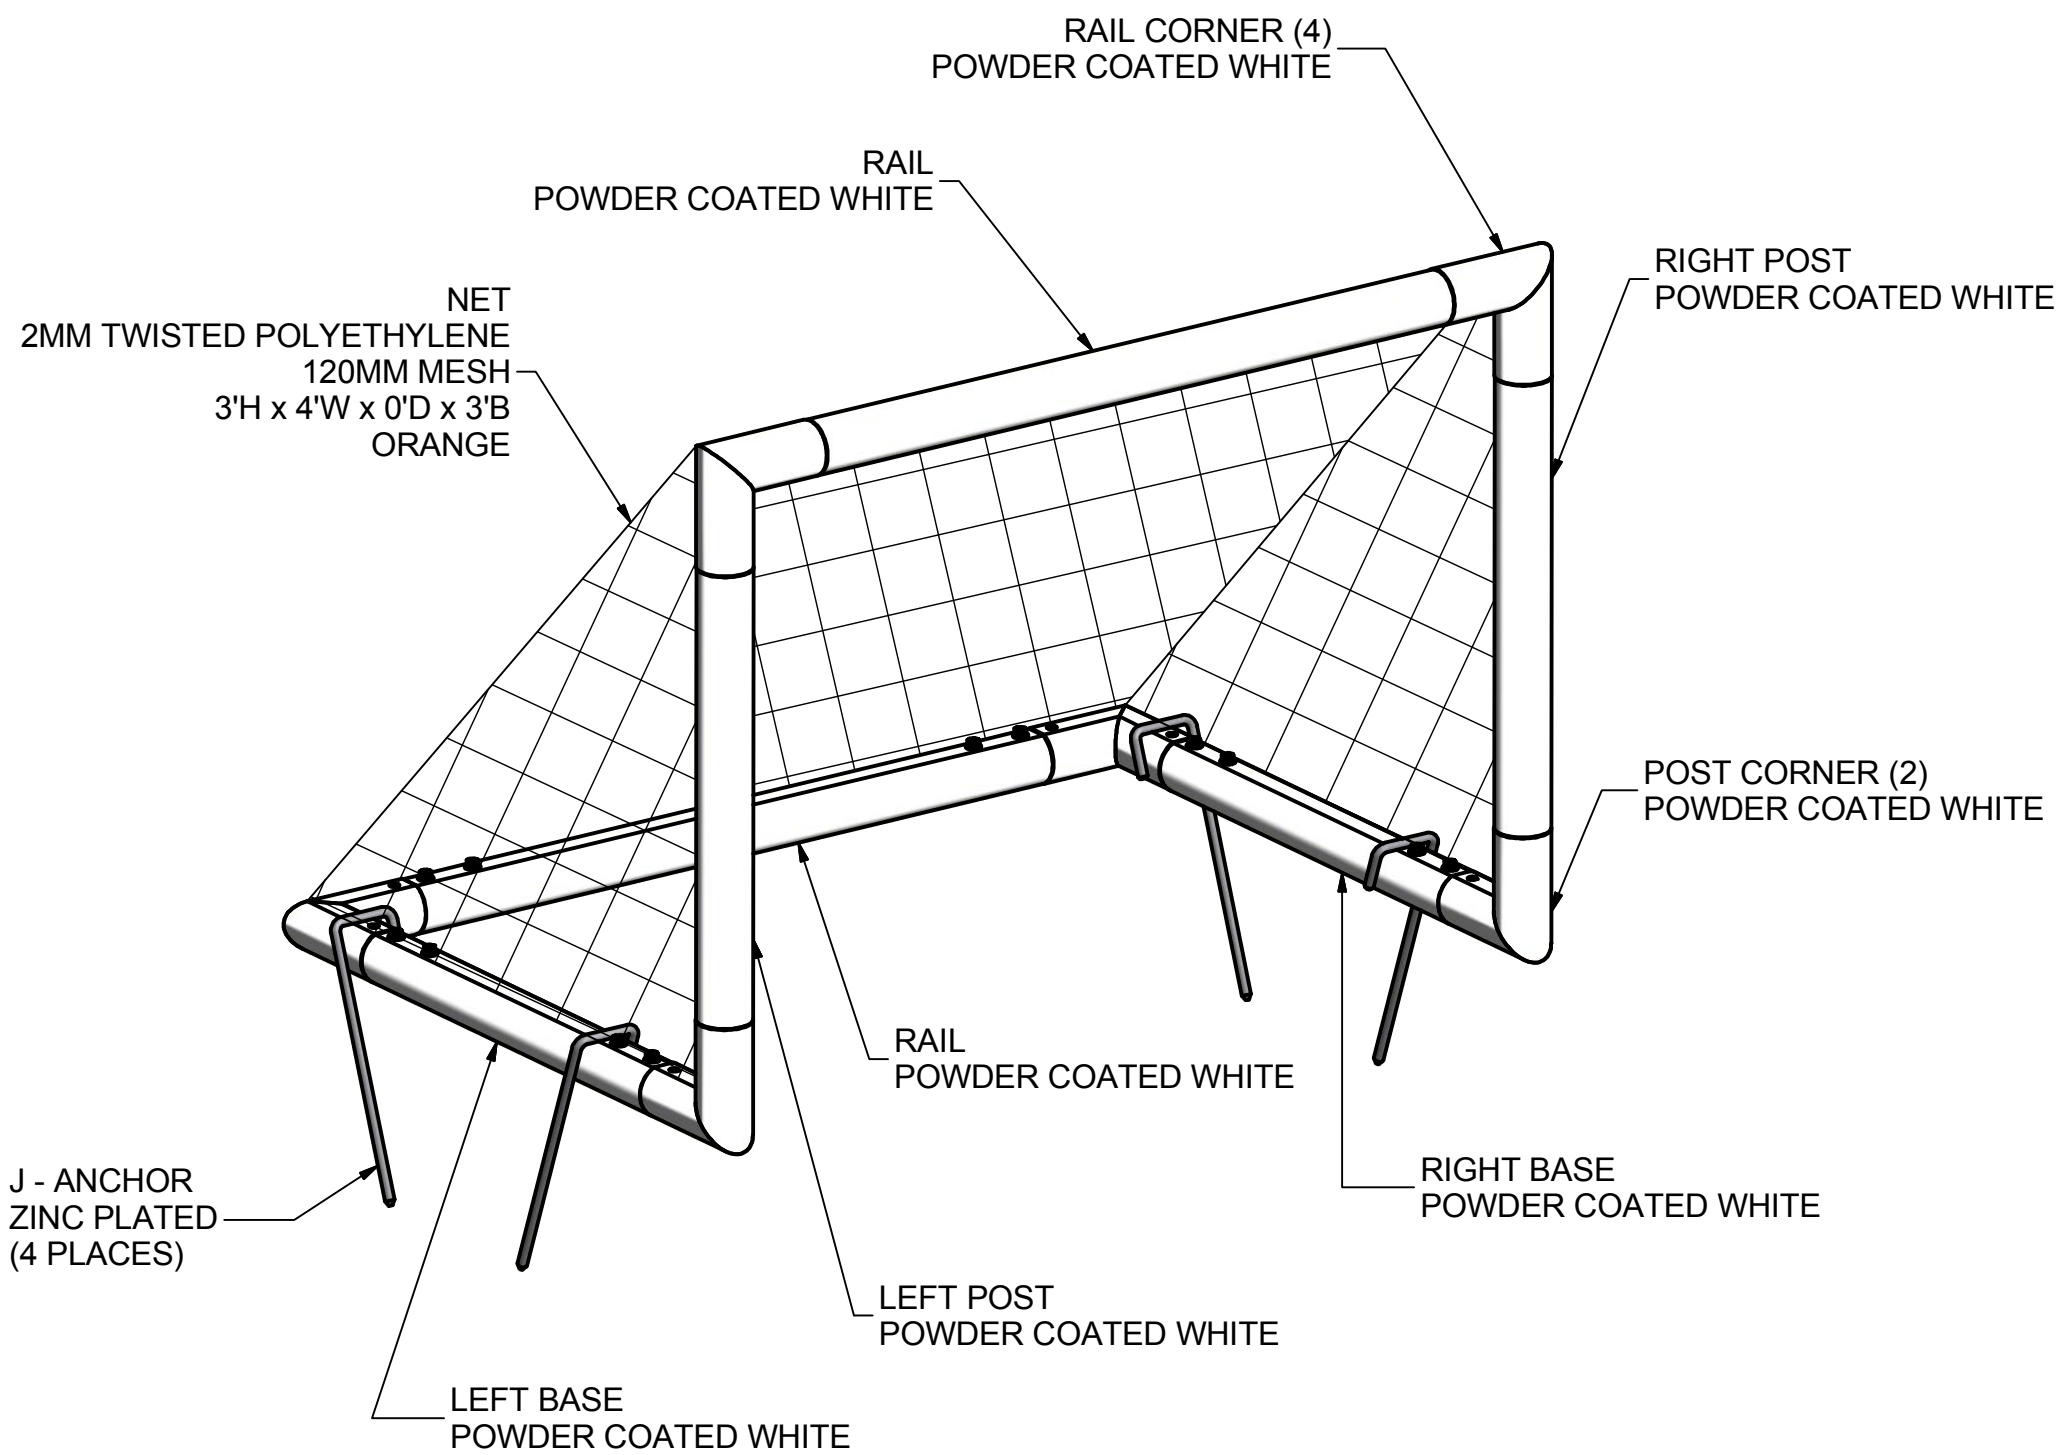 RAIL CORNER (4)
POWDER COATED WHITE
RAIL
POWDER COATED WHITE
RIGHT POST
POWDER COATED WHITE
NET
2MM TWISTED POLYETHYLENE
120MM MESH
3'H x 4'W x 0'D x 3'B
ORANGE
POST CORNER (2)
POWDER COATED WHITE
RAIL
POWDER COATED WHITE
RIGHT BASE
POWDER COATED WHITE
J - ANCHOR
ZINC PLATED
(4 PLACES)
LEFT POST
POWDER COATED WHITE
LEFT BASE
POWDER COATED WHITE